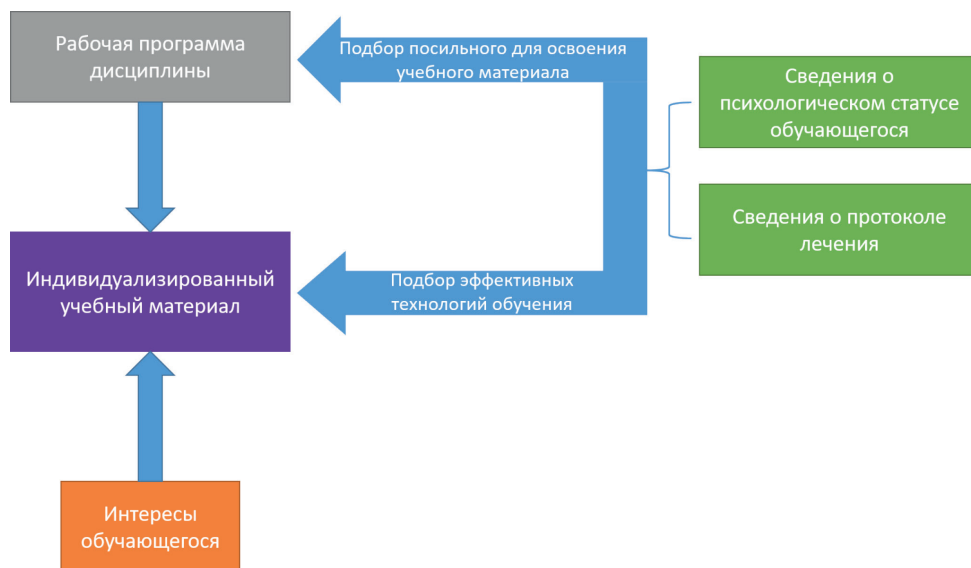 Рабочая программа
дисциплины
Подбор посильного для освоения
учебного материала
Сведения о
психологическом статусе
обучающегося
Сведения о протоколе
лечения
Индивидуализированный
учебный материал
Подбор эффективных
технологий обучения
Интересы
обучающегося